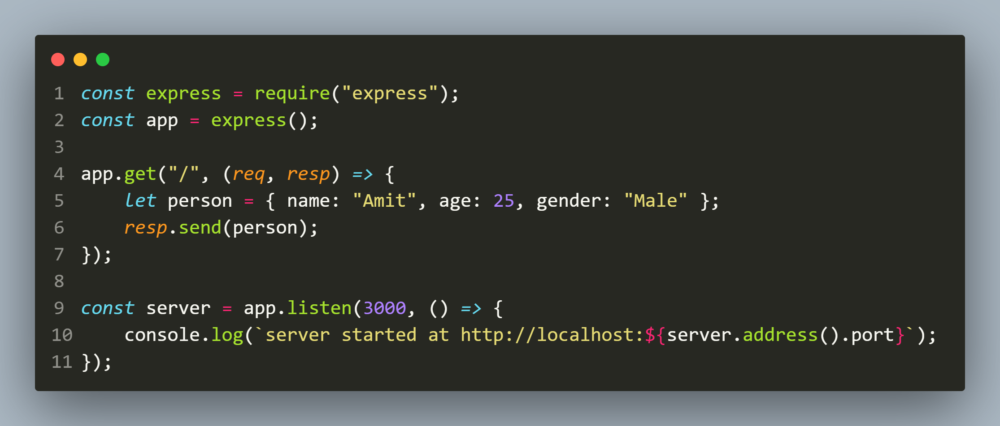 1 const express = require("express");
2 const app = express();
3
4 app.get("/", (req, resp) => {
5     let person = { name: "Amit", age: 25, gender: "Male" };
6     resp.send(person);
7 });
8
9 const server = app.listen(3000, () => {
10     console.log(`server started at http://localhost:${server.address().port}`);
11 });